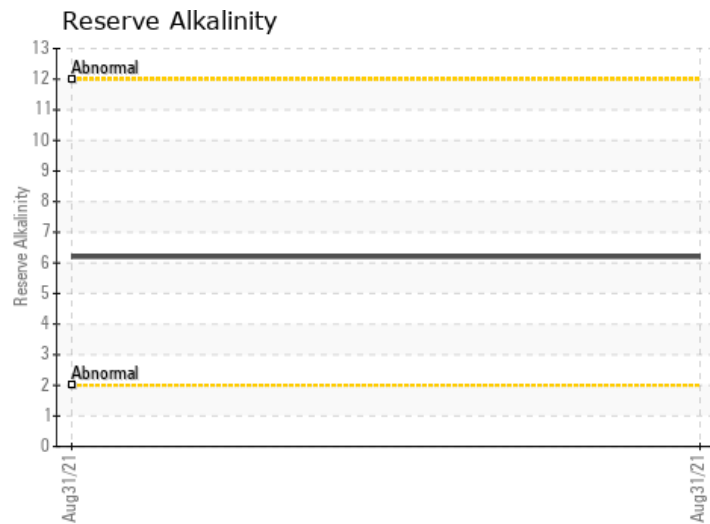 Reserve Alkalinity
13
Abnormal
12
11
10
9
8
7
6
5
4
3
Abnormal
2
1
0
Reserve Alkalinity
Aug31/21
Aug31/21